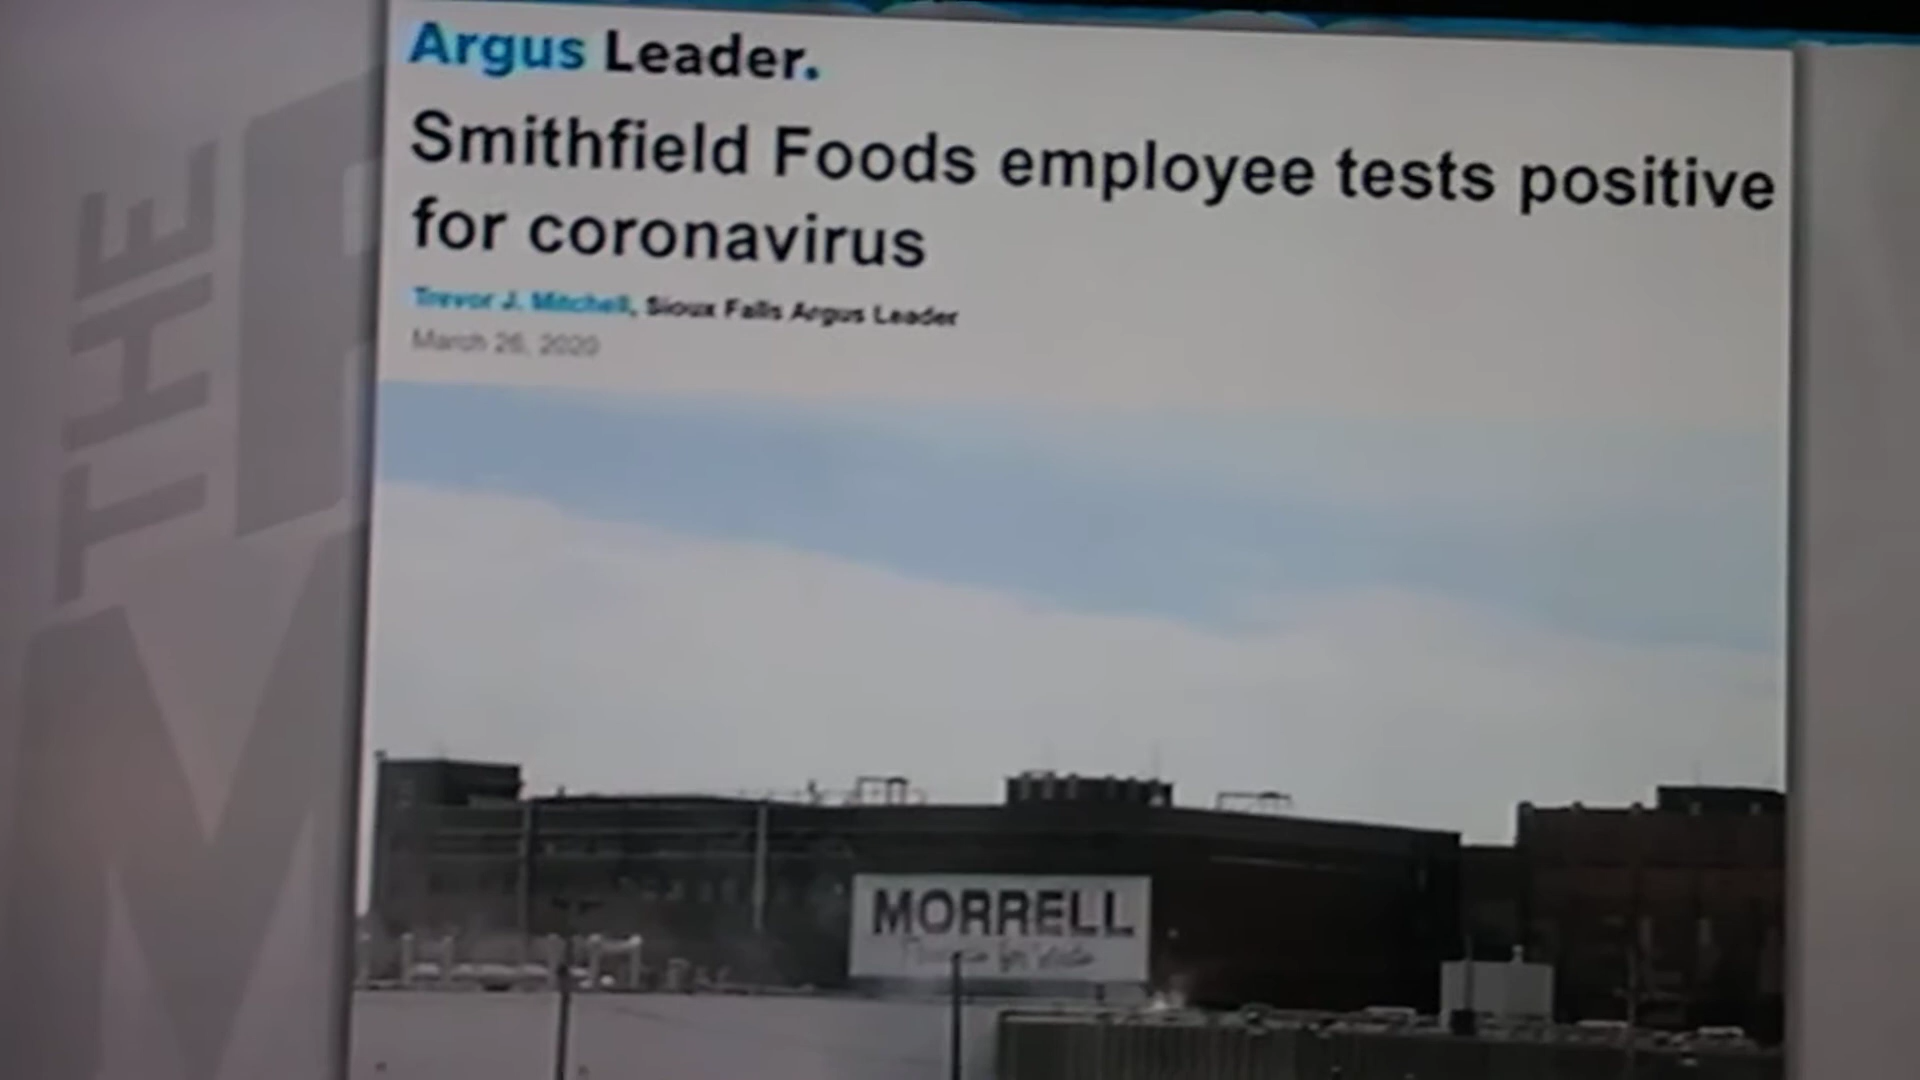 Argus Leader.
Smithfield Foods employee tests positive
for coronavirus
Trevor J. Mitchell, Sioux Falls Argus Leader
March 26, 2020
THE
MORRELL